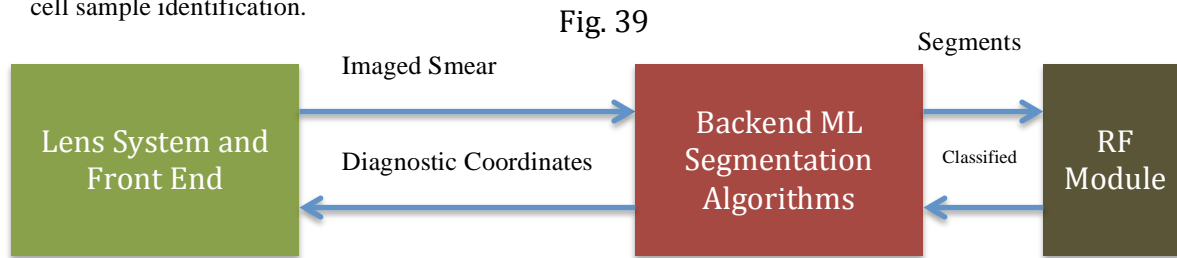 cell sample identification.
Fig. 39
Segments
Imaged Smear
Lens System and
Front End
Diagnostic Coordinates
Backend ML
Segmentation
Algorithms
Classified
RF
Module